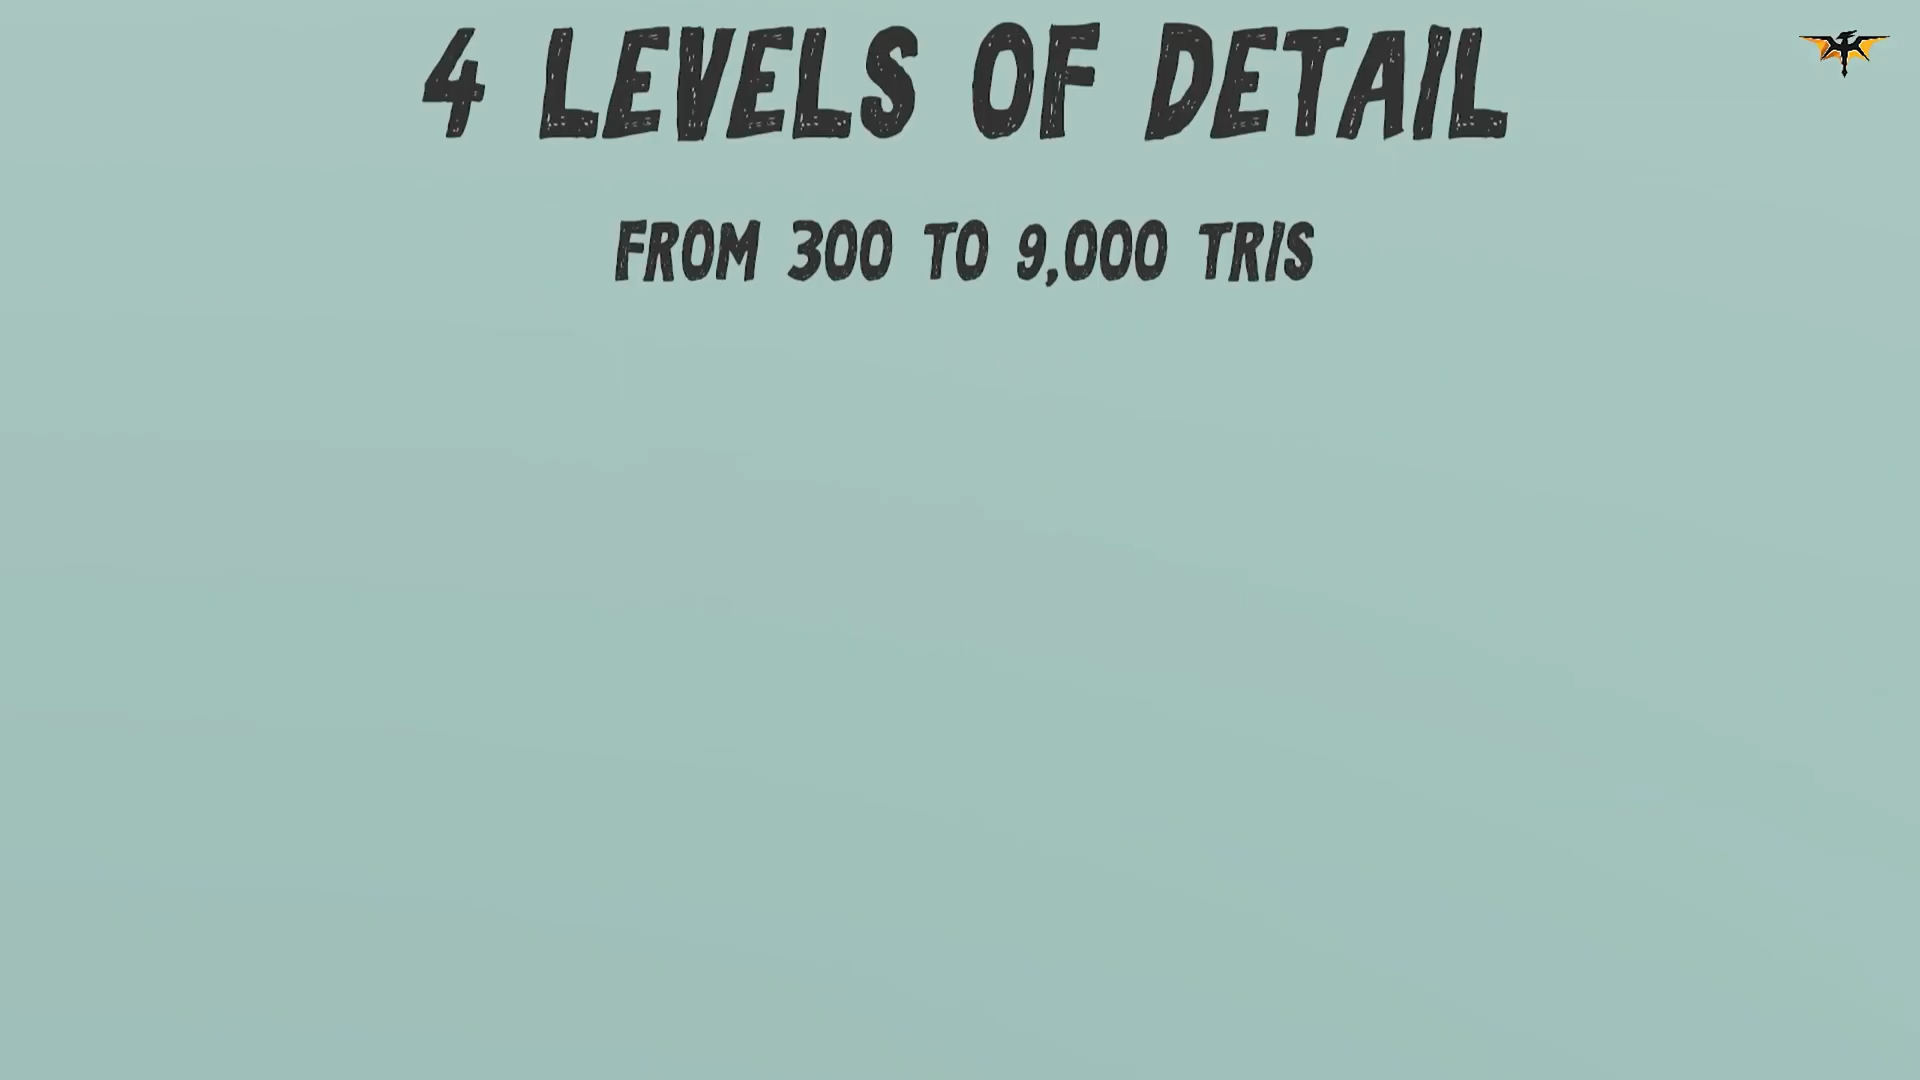 4 LEVELS OF DETAIL
FROM 300 TO 9,000 TRIS